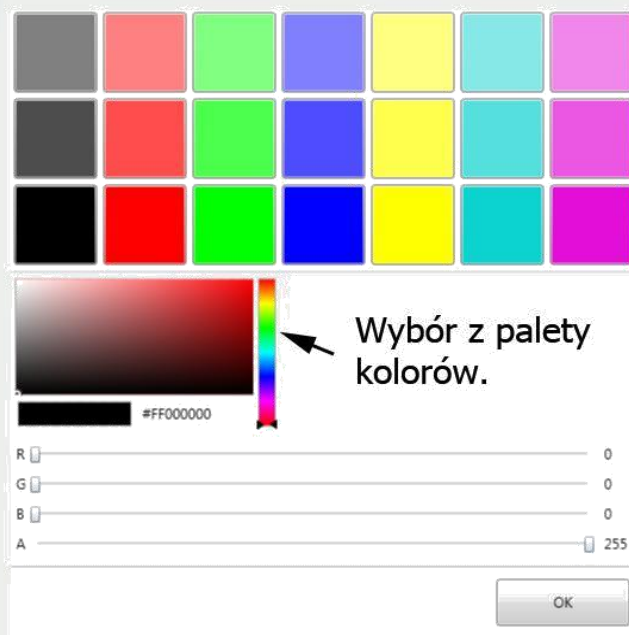 Wybór z palety
kolorów.
#FF000000
R 0
G 0
B 0
A 255
OK